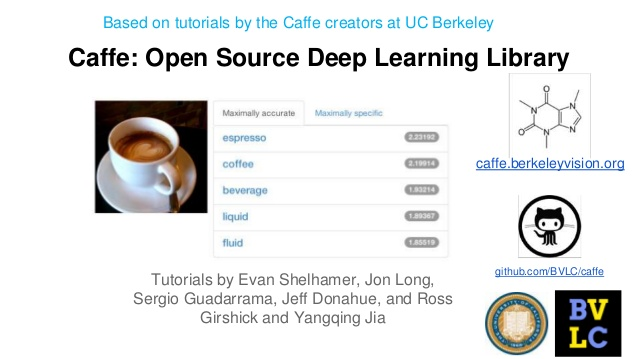 Based on tutorials by the Caffe creators at UC Berkeley
Caffe: Open Source Deep Learning Library
Maximally accurate Maximally specific
espresso 2.23192
coffee 2.19914
beverage 1.93214
liquid 1.89367
fluid 1.85519
caffe.berkeleyvision.org
github.com/BVLC/caffe
Tutorials by Evan Shelhamer, Jon Long,
Sergio Guadarrama, Jeff Donahue, and Ross
Girshick and Yangqing Jia
BV
LC